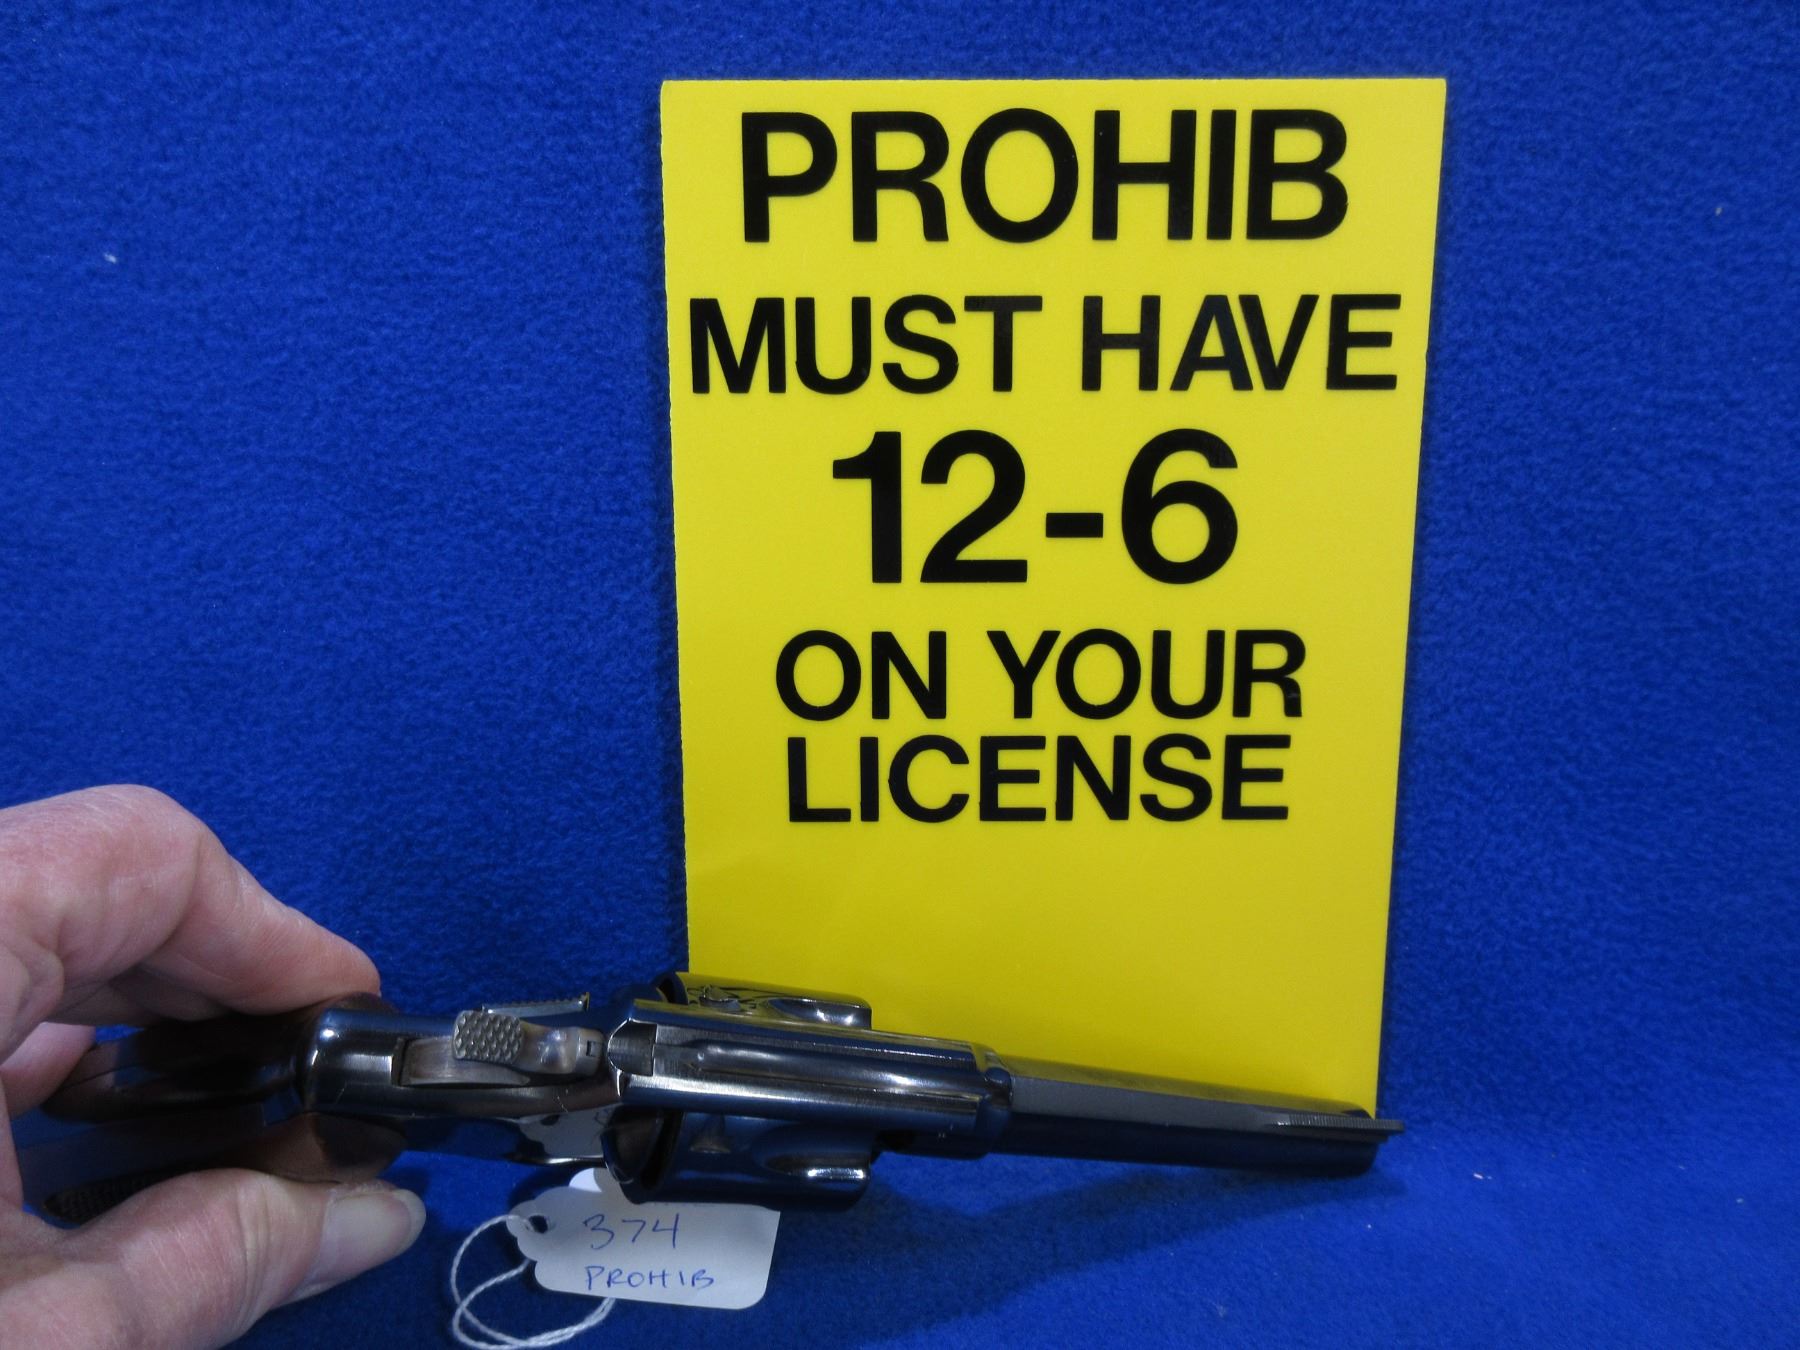 PROHIB
MUST HAVE
12-6
ON YOUR
LICENSE
374
PROHIB